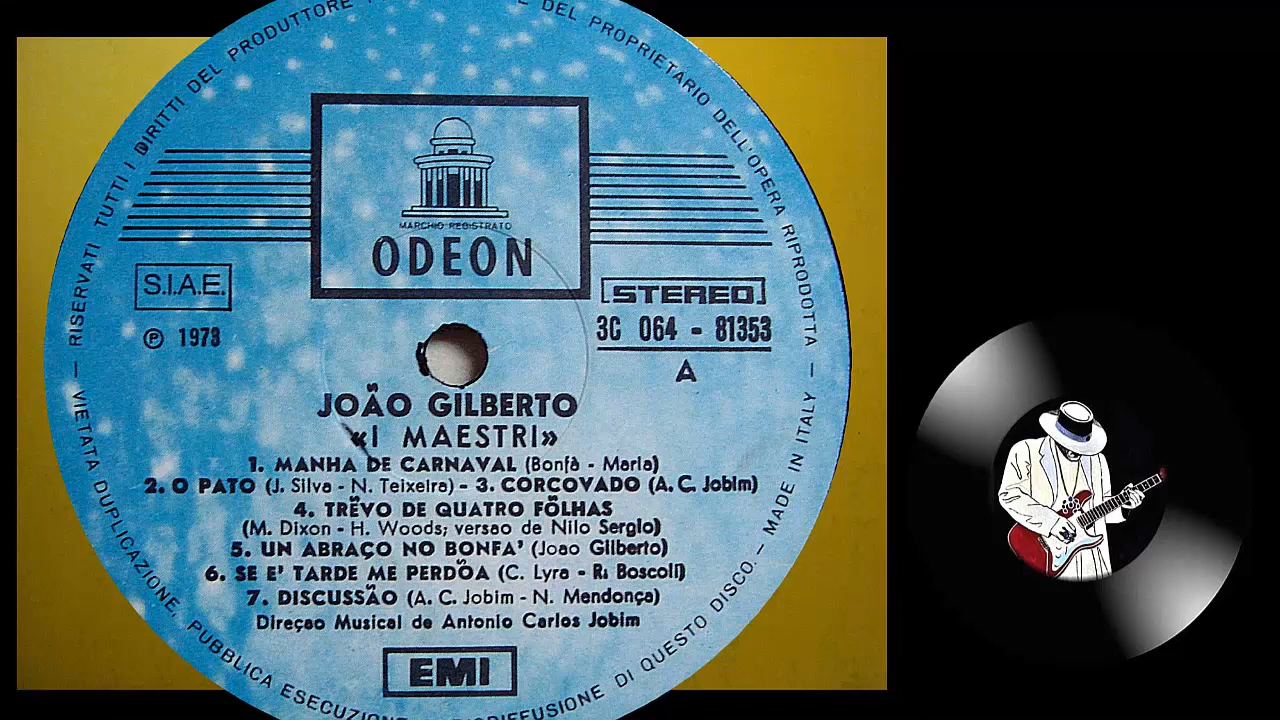 RISERVATI TUTTI I DIRITTI DEL PRODUTTORE
DEL PROPRIETARIO DELL'OPERA RIPRODOTTA
MARCHIO REGISTRATO
ODEON
S.I.A.E.
STEREO
℗ 1973
3C 064 - 81353
A
JOÃO GILBERTO
«I MAESTRI»
1. MANHA DE CARNAVAL (Bonfà - Maria)
2. O PATO (J. Silva - N. Teixeira) - 3. CORCOVADO (A. C. Jobim)
4. TRĒVO DE QUATRO FŌLHAS
(M. Dixon - H. Woods; versao de Nilo Sergio)
5. UN ABRAÇO NO BONFA' (Joao Gilberto)
6. SE E' TARDE ME PERDŌA (C. Lyra - R. Boscoli)
7. DISCUSSÃO (A. C. Jobim - N. Mendonça)
Direçao Musical de Antonio Carlos Jobim
EMI
— VIETATA DUPLICAZIONE, PUBBLICA ESECUZIONE RADIODIFFUSIONE DI QUESTO DISCO. — MADE IN ITALY —